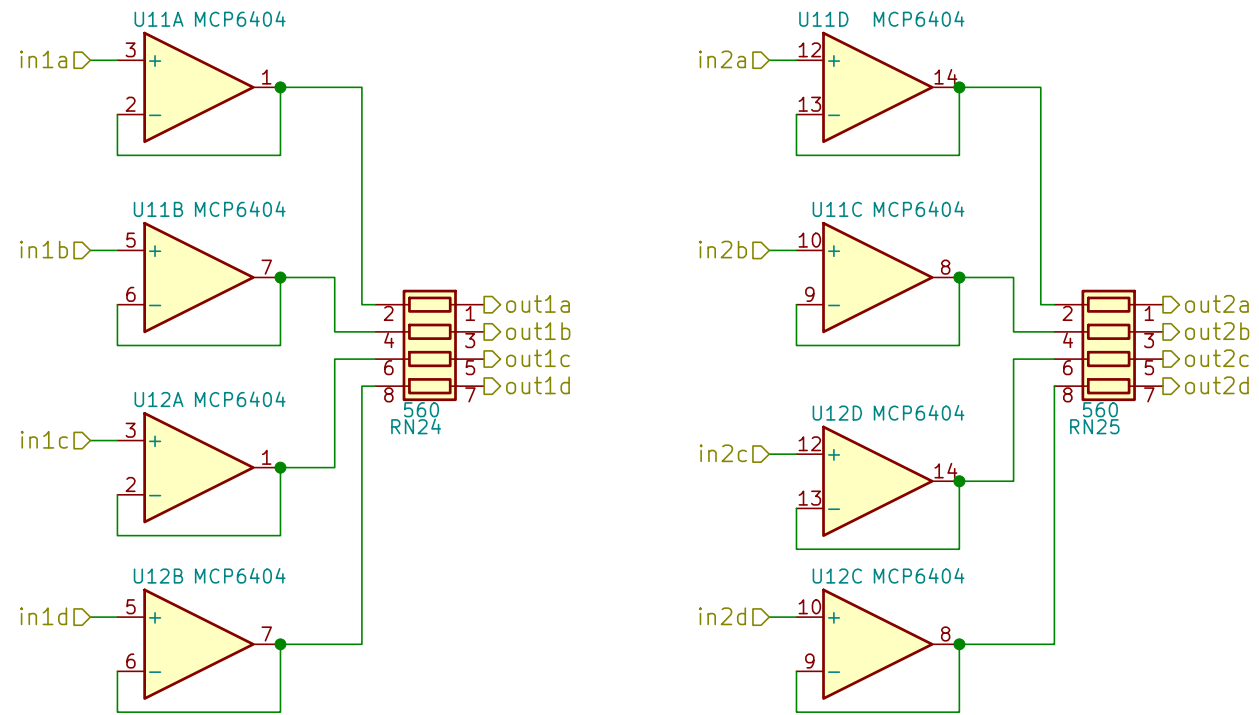 U11A MCP6404
in1a
3
+
1
2
−
U11B MCP6404
in1b
5
+
7
6
−
2
1
out1a
4
3
out1b
6
5
out1c
8
7
out1d
560
RN24
U12A MCP6404
in1c
3
+
1
2
−
U12B MCP6404
in1d
5
+
7
6
−
U11D MCP6404
in2a
12
+
14
13
−
U11C MCP6404
in2b
10
+
8
9
−
2
1
out2a
4
3
out2b
6
5
out2c
8
7
out2d
560
RN25
U12D MCP6404
in2c
12
+
14
13
−
U12C MCP6404
in2d
10
+
8
9
−